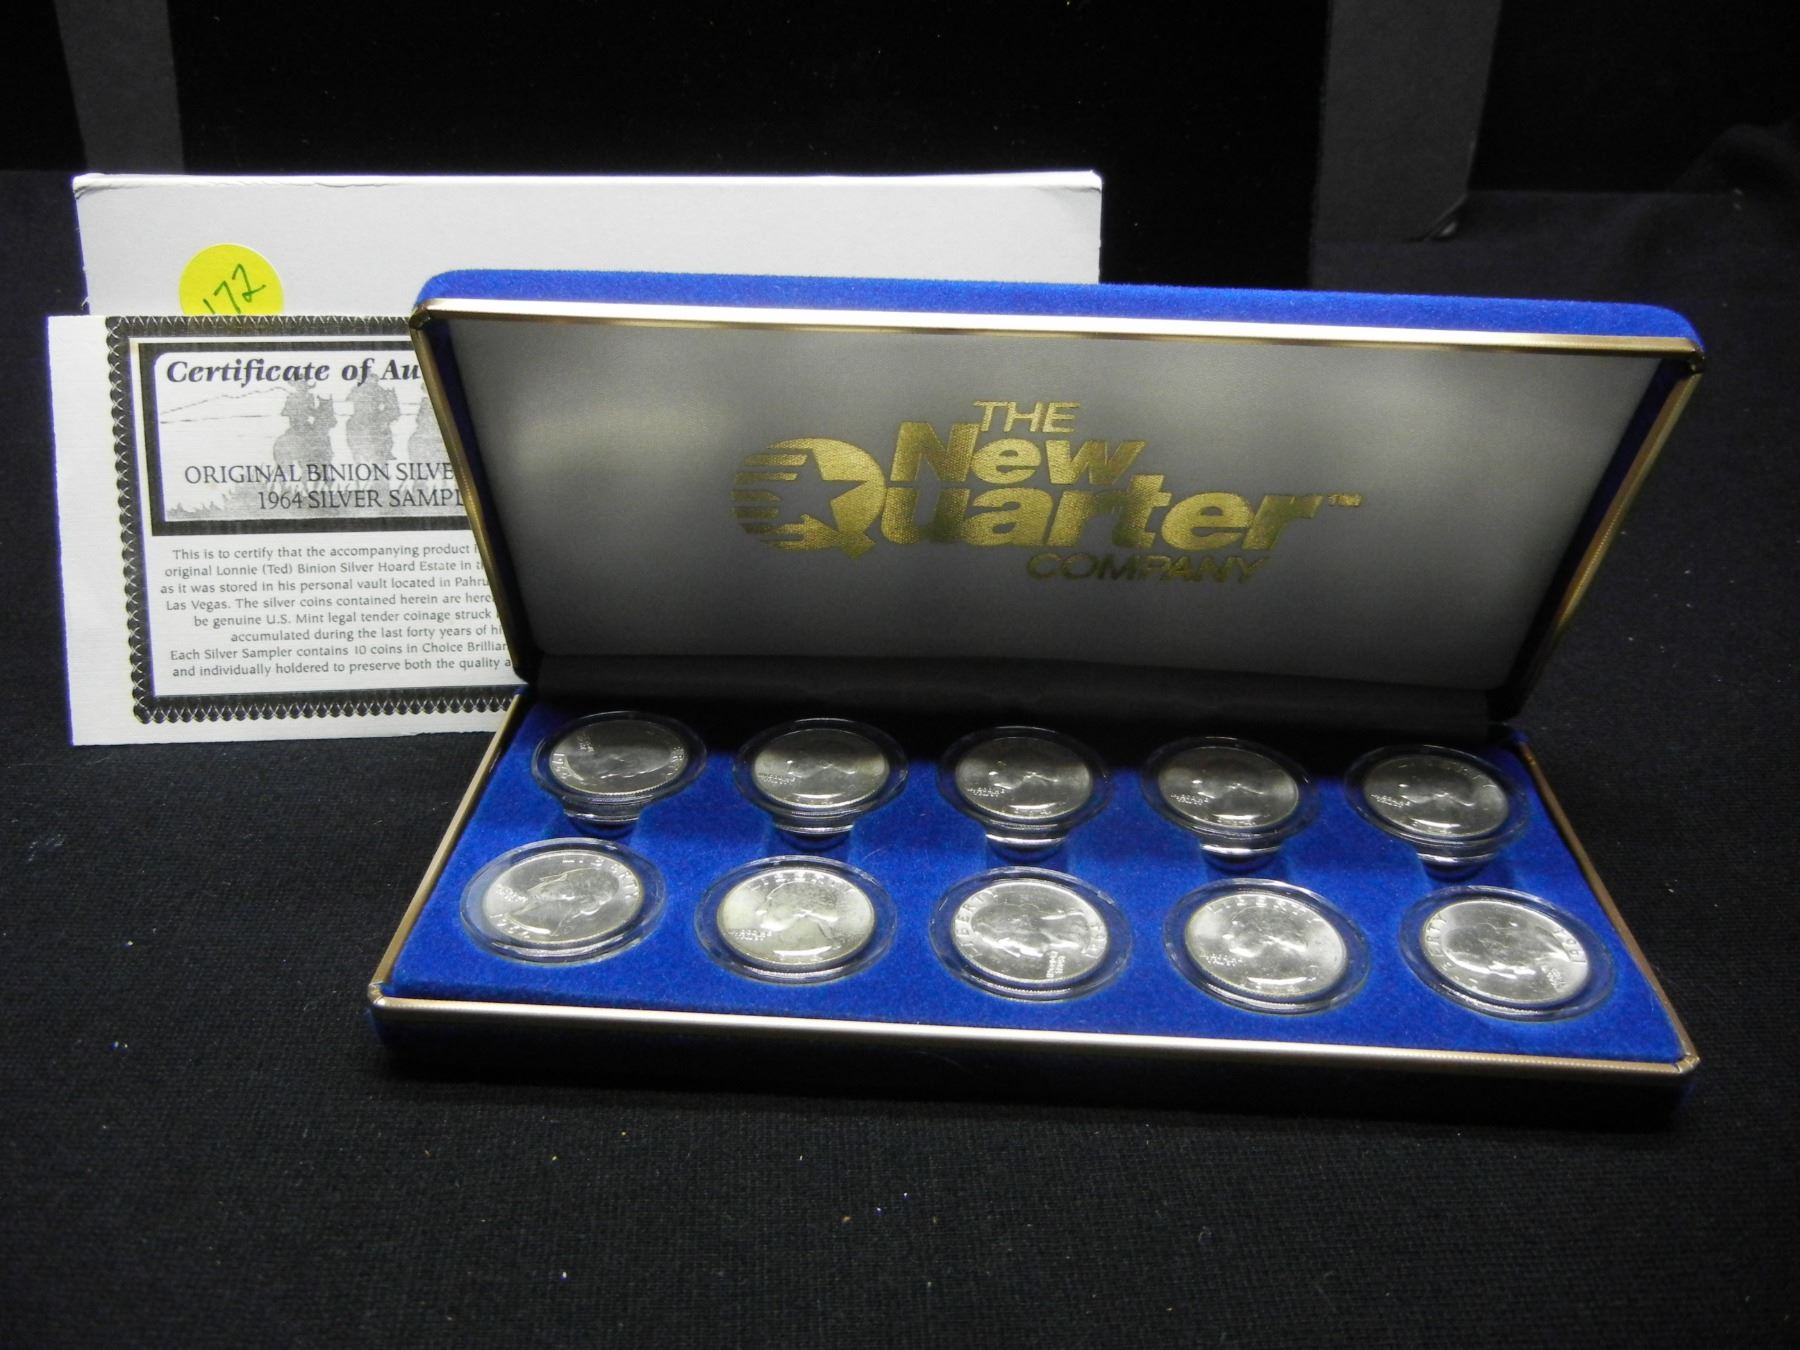 172
Certificate of Au
ORIGINAL BINION SILVE
1964 SILVER SAMPL
This is to certify that the accompanying product
original Lonnie (Ted) Binion Silver Hoard Estate in
as it was stored in his personal vault located in Pahru
Las Vegas. The silver coins contained herein are here
be genuine U.S. Mint legal tender coinage struck
accumulated during the last forty years of hi
Each Silver Sampler contains 10 coins in Choice Brillian
and individually holdered to preserve both the quality a
THE
New
Quarter™
COMPANY
LIBERTY
LIBERTY
LIBERTY
LIBERTY
LIBERTY